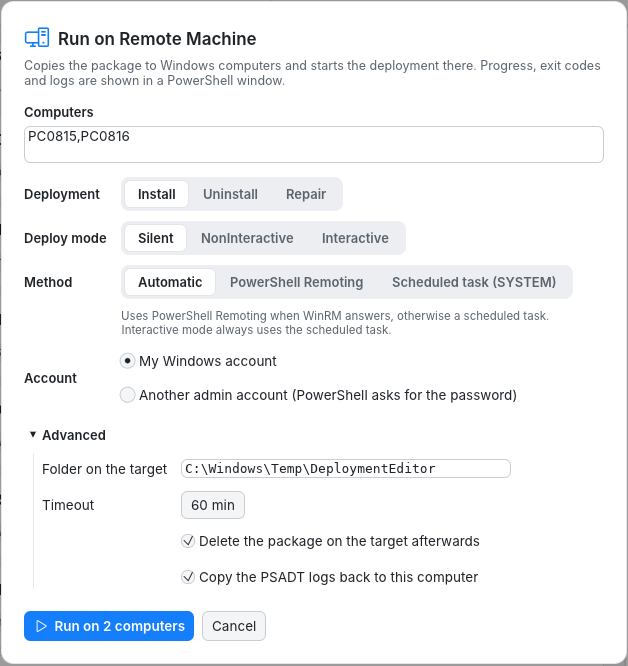 Run on Remote Machine
Copies the package to Windows computers and starts the deployment there. Progress, exit codes
and logs are shown in a PowerShell window.
Computers
PC0815,PC0816
Deployment Install Uninstall Repair
Deploy mode Silent NonInteractive Interactive
Method Automatic PowerShell Remoting Scheduled task (SYSTEM)
Uses PowerShell Remoting when WinRM answers, otherwise a scheduled task.
Interactive mode always uses the scheduled task.
Account
My Windows account
Another admin account (PowerShell asks for the password)
Advanced
Folder on the target C:\Windows\Temp\DeploymentEditor
Timeout 60 min
Delete the package on the target afterwards
Copy the PSADT logs back to this computer
Run on 2 computers Cancel